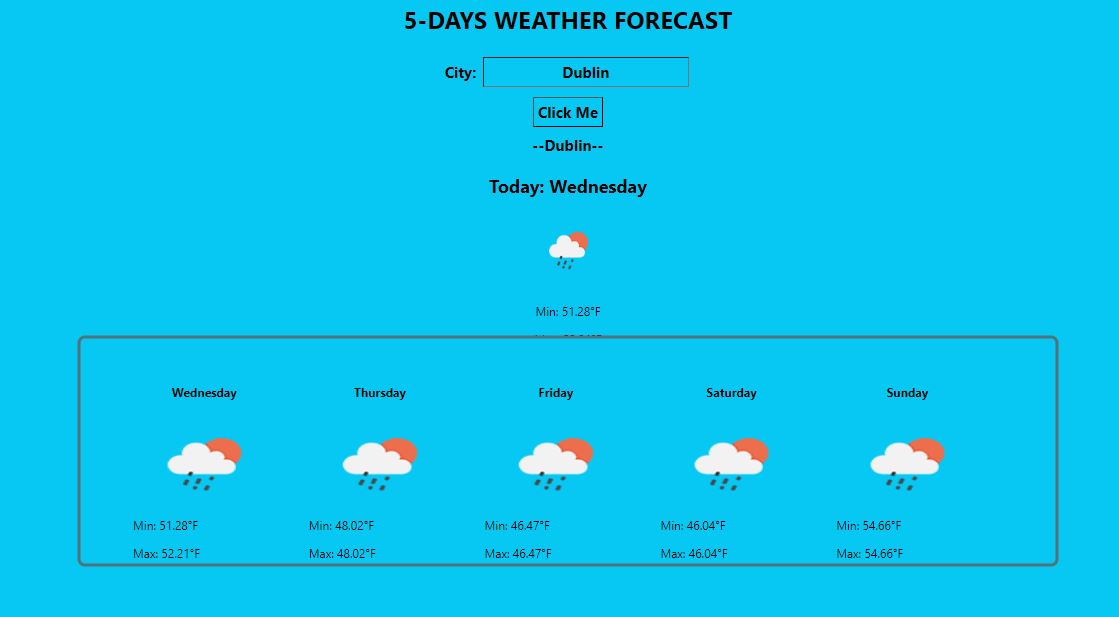 5-DAYS WEATHER FORECAST
City: Dublin
Click Me
--Dublin--
Today: Wednesday
Min: 51.28°F
Wednesday Thursday Friday Saturday Sunday
Min: 51.28°F Min: 48.02°F Min: 46.47°F Min: 46.04°F Min: 54.66°F
Max: 52.21°F Max: 48.02°F Max: 46.47°F Max: 46.04°F Max: 54.66°F